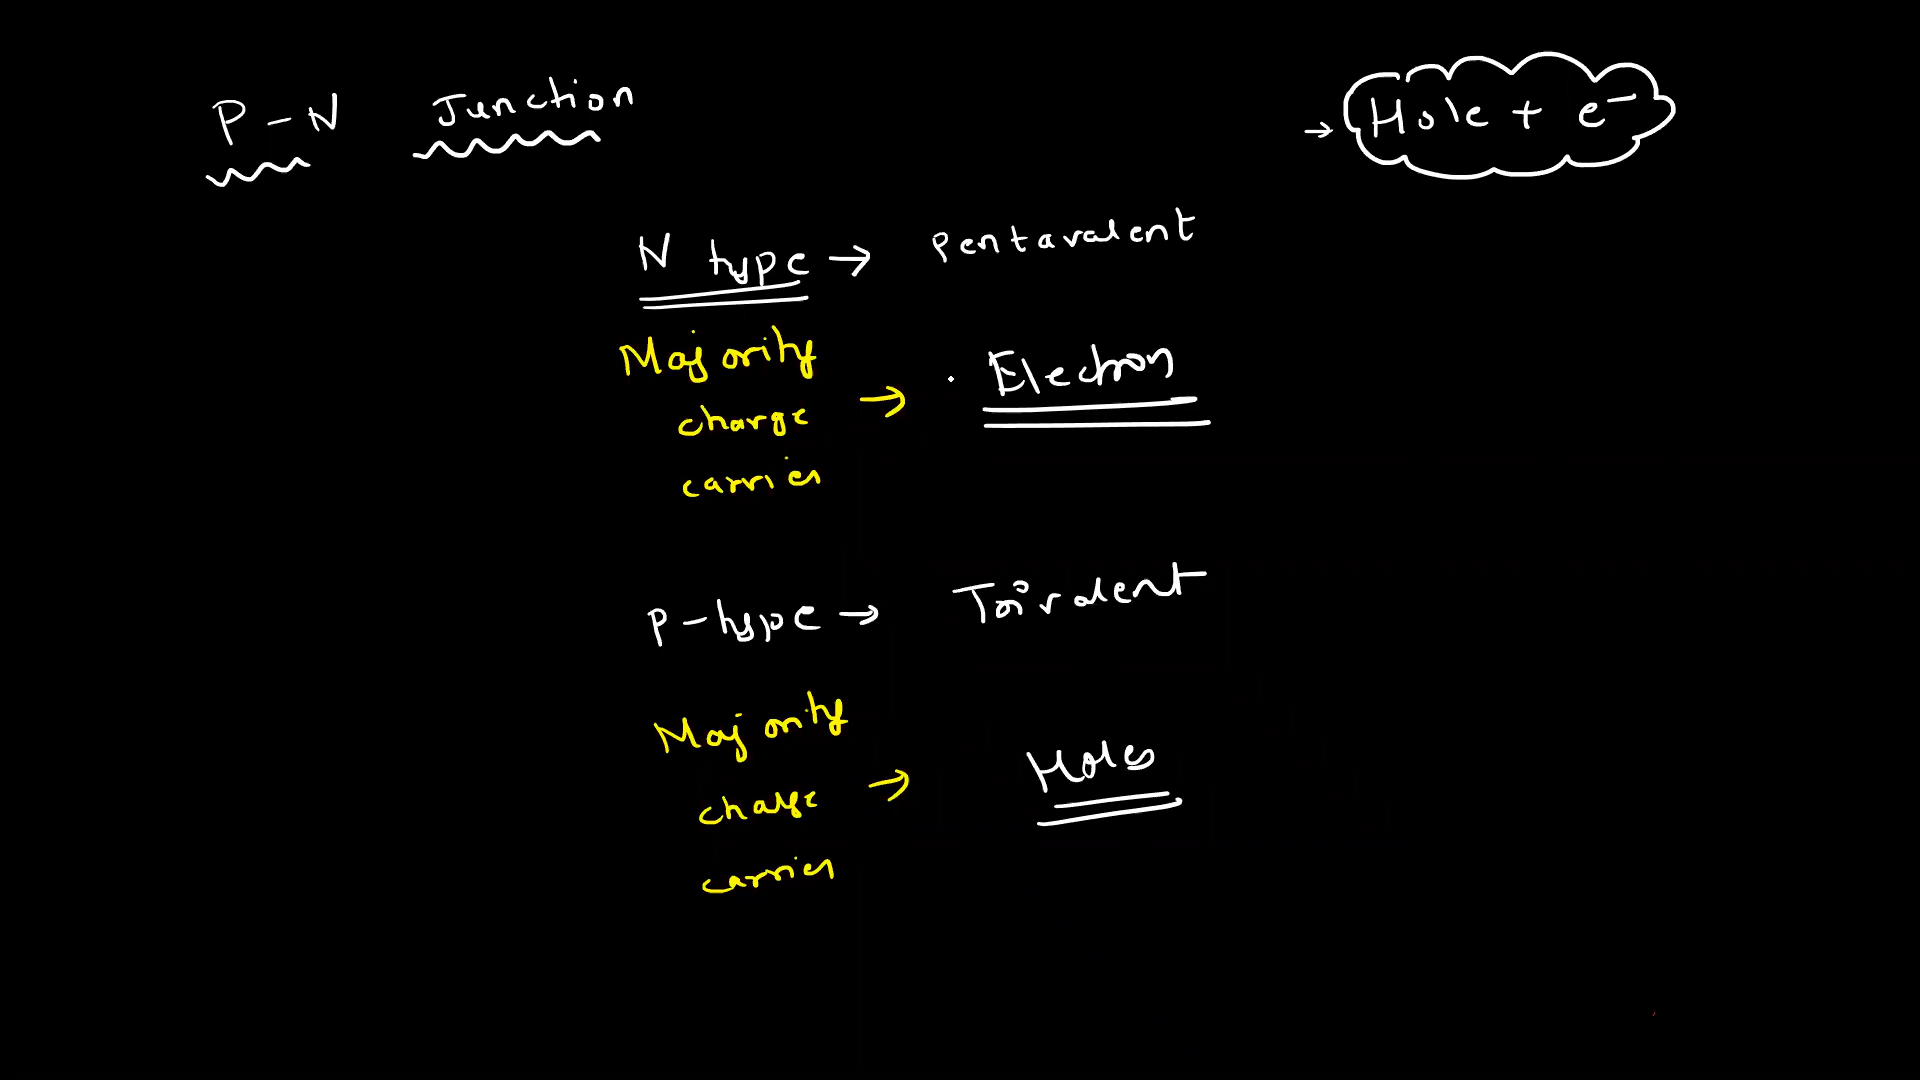 P-N Junction
→ Hole + e⁻
N type → Pentavalent
Majority
charge → Electron
carrier
P-type → Trivalent
Majority
charge → Holes
carrier